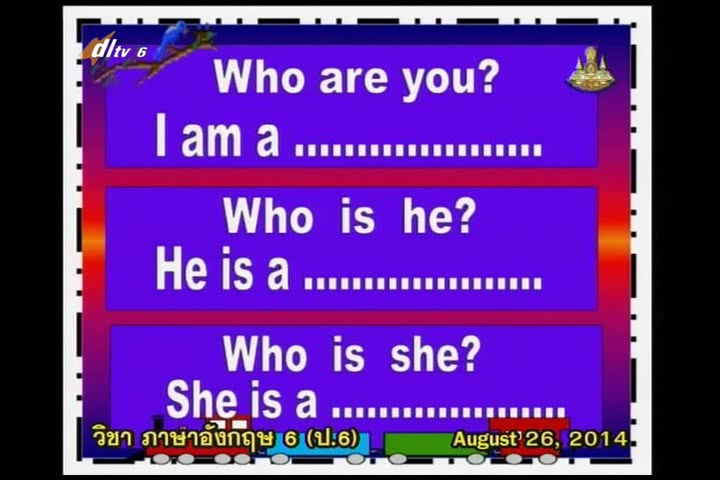 dltv 6
Who are you?
I am a ....................
Who is he?
He is a ....................
Who is she?
She is a ....................
วิชา ภาษาอังกฤษ 6 (ป.6)
August 26, 2014